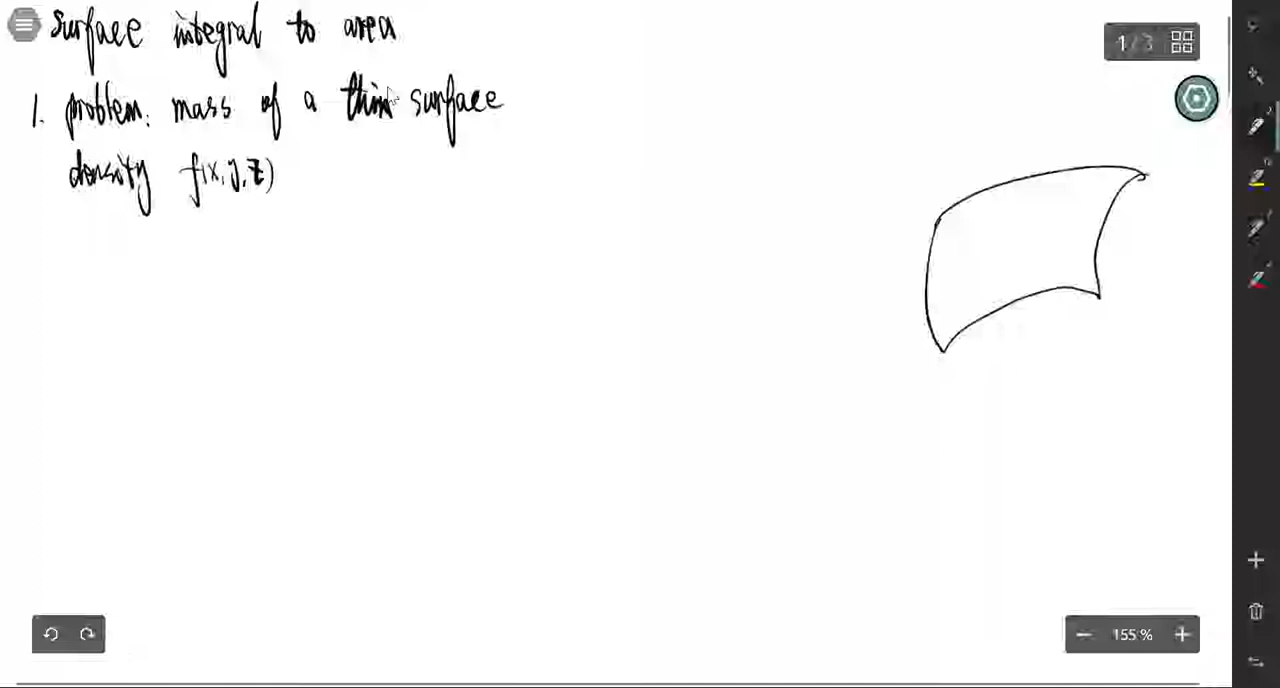 surface integral to area
1. problem: mass of a thin surface
density f(x, y, z)
1/3
155 %